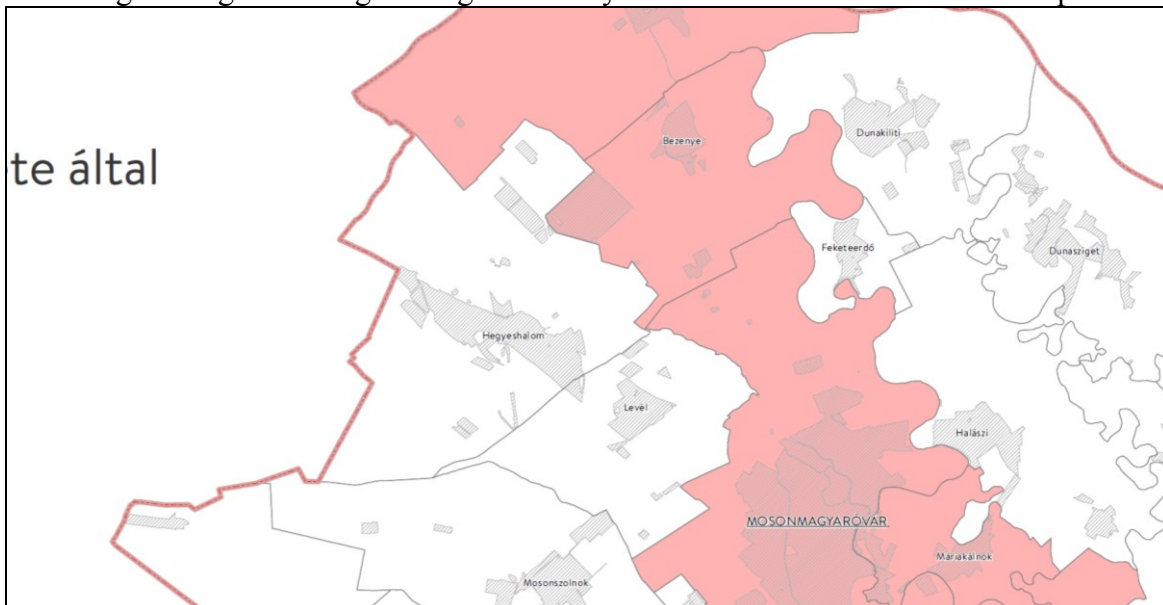 te által
Bezenye
Dunakiliti
Feketeerdő
Dunasziget
Hegyeshalom
Levél
Halászi
MOSONMAGYARÓVÁR
Máriakálnok
Mosonszolnok